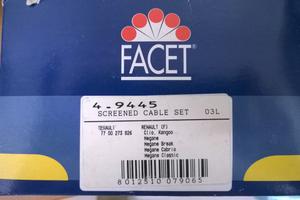 FACET
4.9445
SCREENED CABLE SET 03L
RENAULT (F)
77 00 273 826 Clio, Kangoo
Megane
Megane Break
Megane Cabrio
Megane Classic
8012510 079065